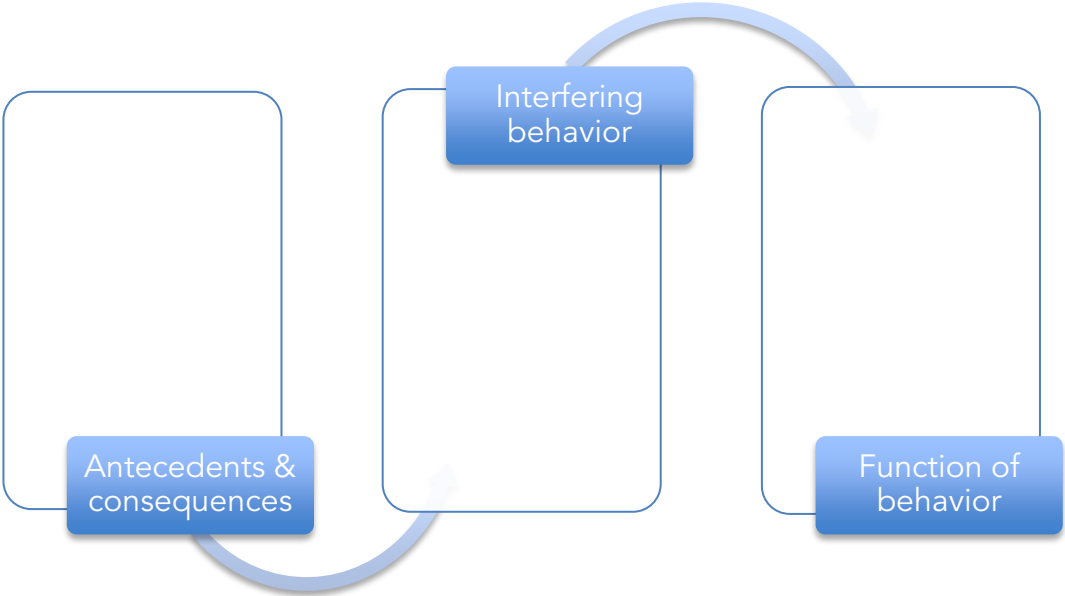 Interfering
behavior
Antecedents &
consequences
Function of
behavior